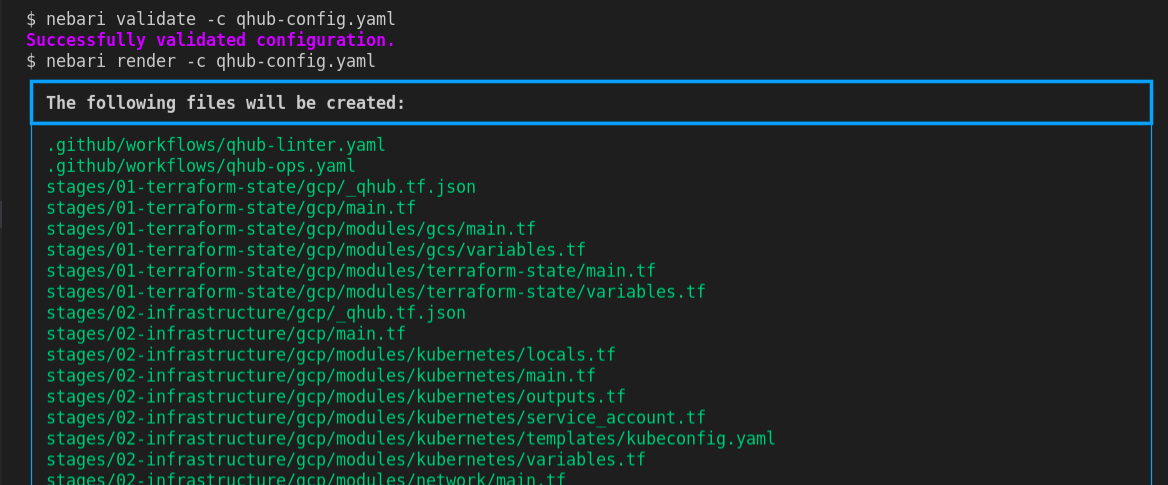 $ nebari validate -c qhub-config.yaml
Successfully validated configuration.
$ nebari render -c qhub-config.yaml
The following files will be created:
.github/workflows/qhub-linter.yaml
.github/workflows/qhub-ops.yaml
stages/01-terraform-state/gcp/_qhub.tf.json
stages/01-terraform-state/gcp/main.tf
stages/01-terraform-state/gcp/modules/gcs/main.tf
stages/01-terraform-state/gcp/modules/gcs/variables.tf
stages/01-terraform-state/gcp/modules/terraform-state/main.tf
stages/01-terraform-state/gcp/modules/terraform-state/variables.tf
stages/02-infrastructure/gcp/_qhub.tf.json
stages/02-infrastructure/gcp/main.tf
stages/02-infrastructure/gcp/modules/kubernetes/locals.tf
stages/02-infrastructure/gcp/modules/kubernetes/main.tf
stages/02-infrastructure/gcp/modules/kubernetes/outputs.tf
stages/02-infrastructure/gcp/modules/kubernetes/service_account.tf
stages/02-infrastructure/gcp/modules/kubernetes/templates/kubeconfig.yaml
stages/02-infrastructure/gcp/modules/kubernetes/variables.tf
stages/02-infrastructure/gcp/modules/network/main.tf